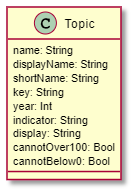 C Topic
name: String
displayName: String
shortName: String
key: String
year: Int
indicator: String
display: String
cannotOver100: Bool
cannotBelow0: Bool